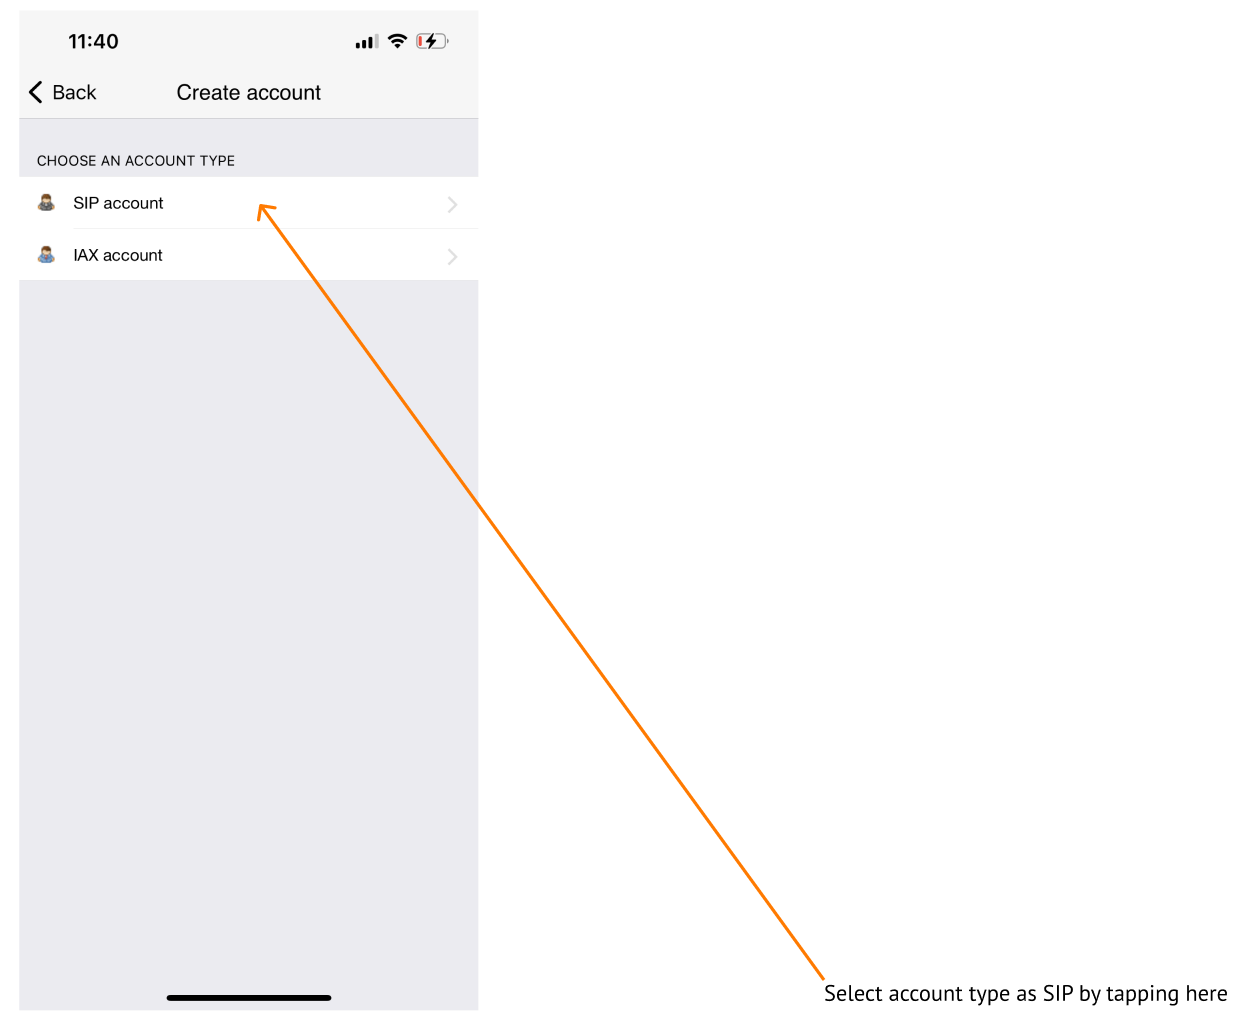 11:40
Back
Create account
CHOOSE AN ACCOUNT TYPE
SIP account
IAX account
Select account type as SIP by tapping here